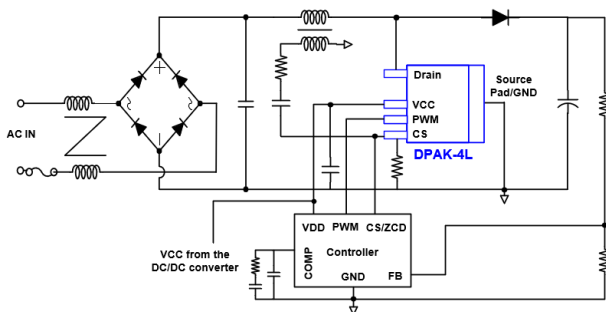 Drain
Source
Pad/GND
VCC
PWM
CS
AC IN
DPAK-4L
VDD PWM CS/ZCD
VCC from the
DC/DC converter
COMP
Controller
GND
FB